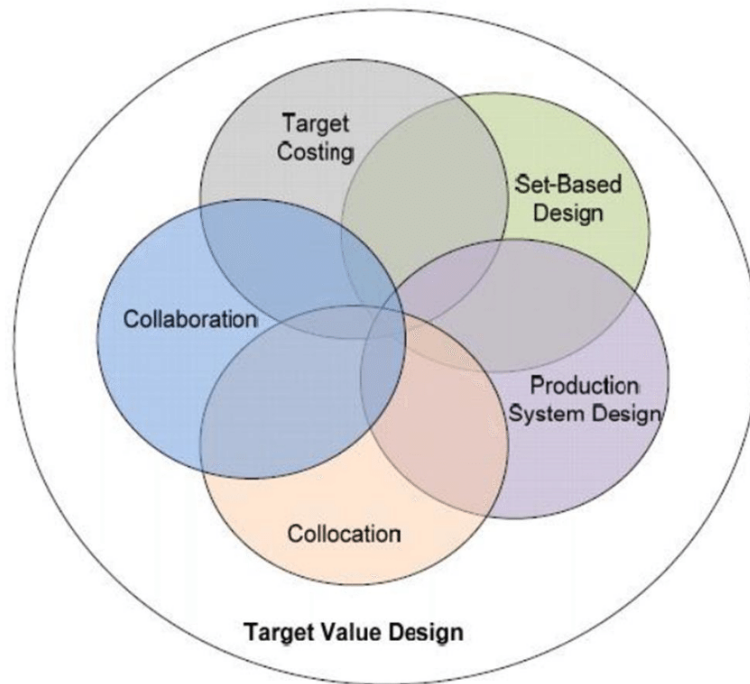 Target
Costing
Set-Based
Design
Collaboration
Production
System Design
Collocation
Target Value Design